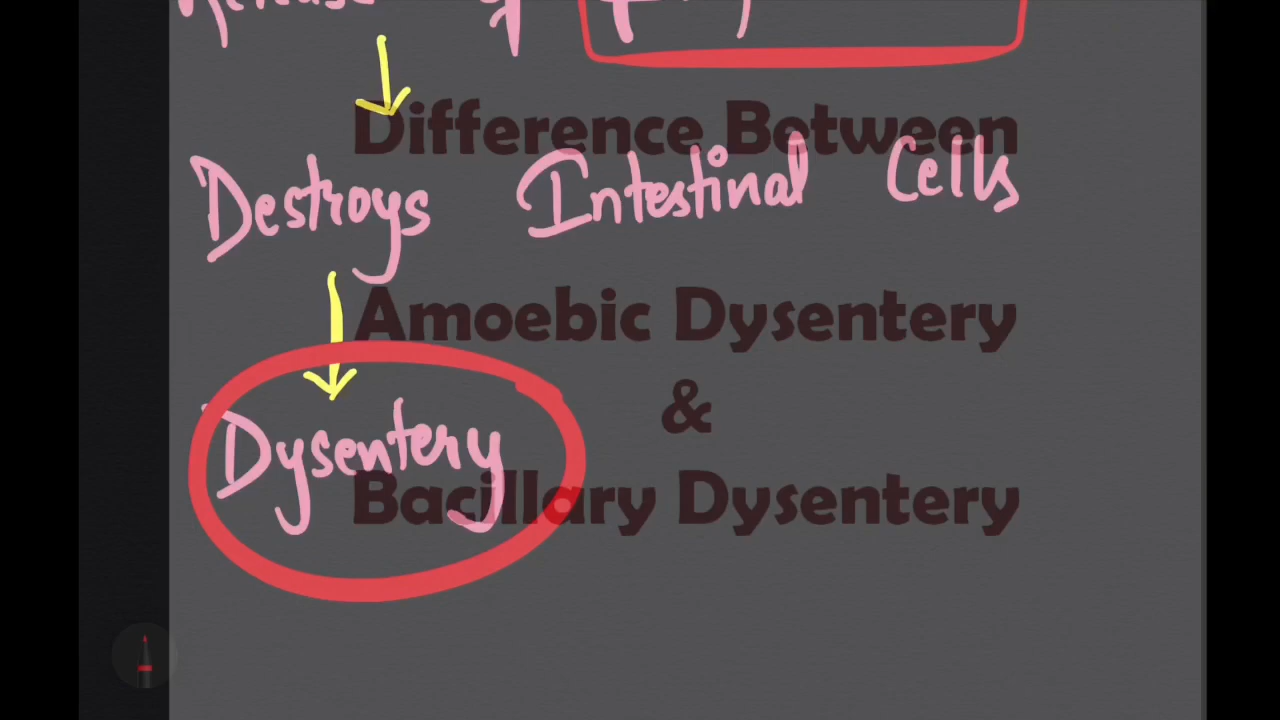 Difference Between
Destroys Intestinal Cells
Amoebic Dysentery
&
Dysentery
Bacillary Dysentery